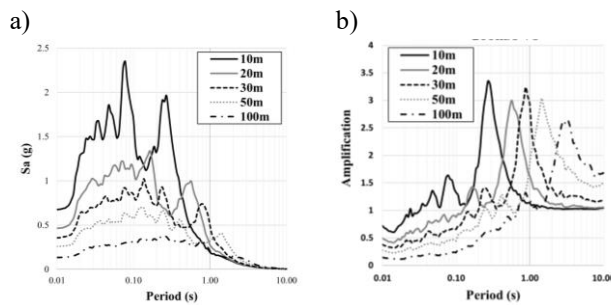 a)
b)
2.5
2
1.5
1
0.5
0
Sa (g)
10m
20m
30m
50m
100m
0.01
0.10
1.00
10.00
Period (s)
4
3.5
3
2.5
2
1.5
1
0.5
0
Amplification
10m
20m
30m
50m
100m
0.01
0.10
1.00
10.00
Period (s)